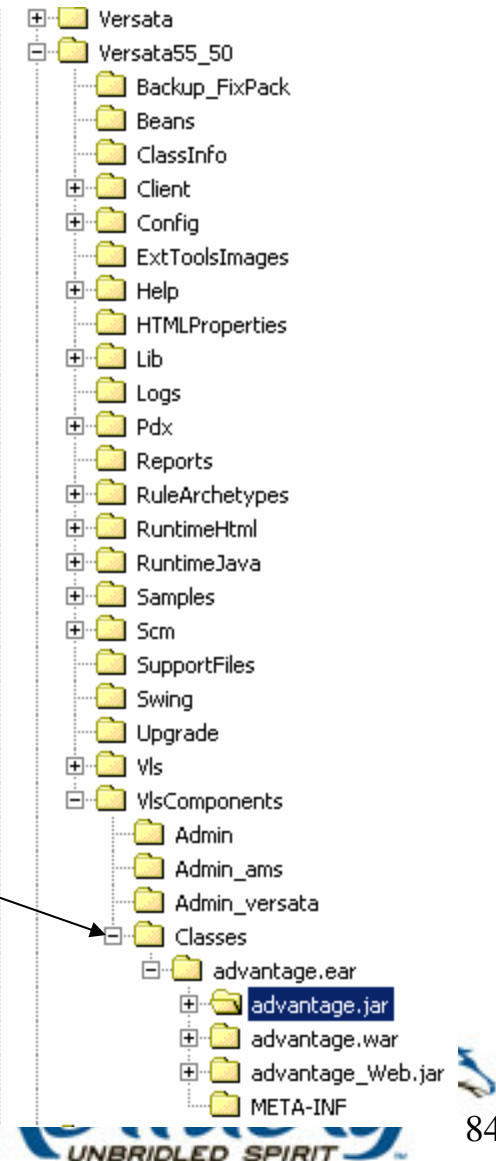 Versata
Versata55_50
Backup_FixPack
Beans
ClassInfo
Client
Config
ExtToolsImages
Help
HTMLProperties
Lib
Logs
Pdx
Reports
RuleArchetypes
RuntimeHtml
RuntimeJava
Samples
Scm
SupportFiles
Swing
Upgrade
Vls
VlsComponents
Admin
Admin_ams
Admin_versata
Classes
advantage.ear
advantage.jar
advantage.war
advantage_Web.jar
META-INF
84
UNBRIDLED SPIRIT